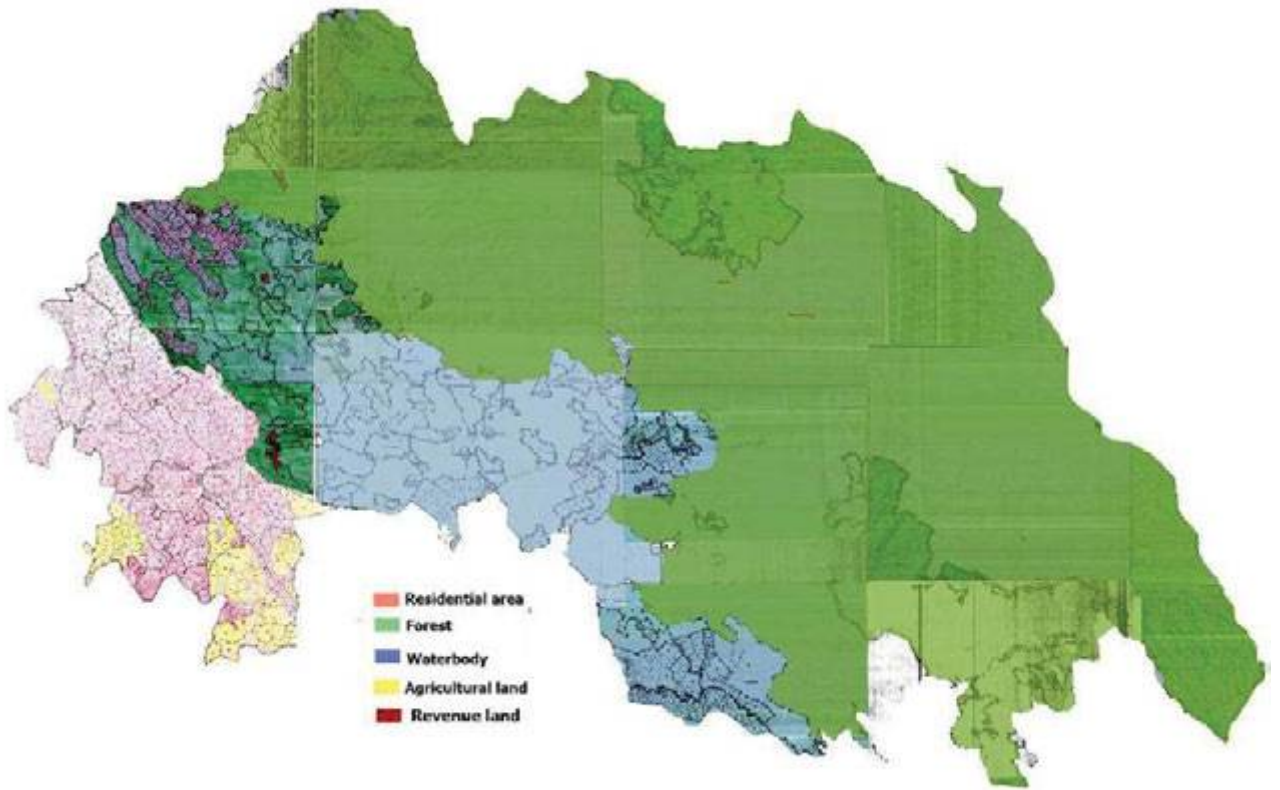 Residential area
Forest
Waterbody
Agricultural land
Revenue land